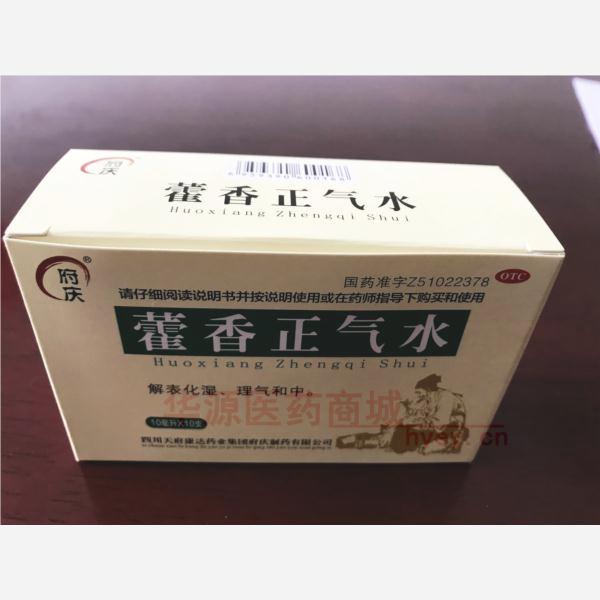 府庆
藿香正气水
Huoxiang Zhengqi Shui
府庆®
国药准字Z51022378
OTC
请仔细阅读说明书并按说明使用或在药师指导下购买和使用
藿香正气水
Huoxiang Zhengqi Shui
解表化湿、理气和中。
华源医药商城
10毫升X10支
hysy.cn
四川天府康达药业集团府庆制药有限公司